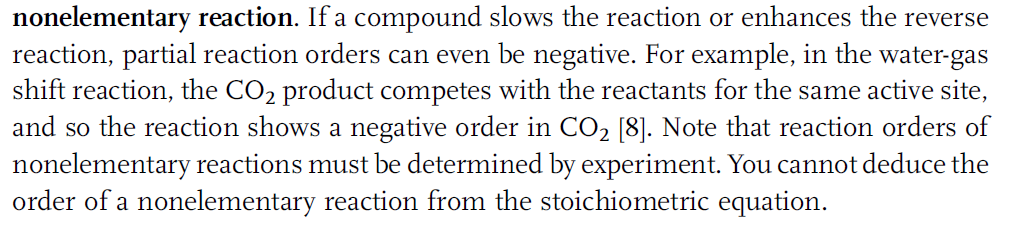 nonelementary reaction. If a compound slows the reaction or enhances the reverse
reaction, partial reaction orders can even be negative. For example, in the water-gas
shift reaction, the CO₂ product competes with the reactants for the same active site,
and so the reaction shows a negative order in CO₂ [8]. Note that reaction orders of
nonelementary reactions must be determined by experiment. You cannot deduce the
order of a nonelementary reaction from the stoichiometric equation.